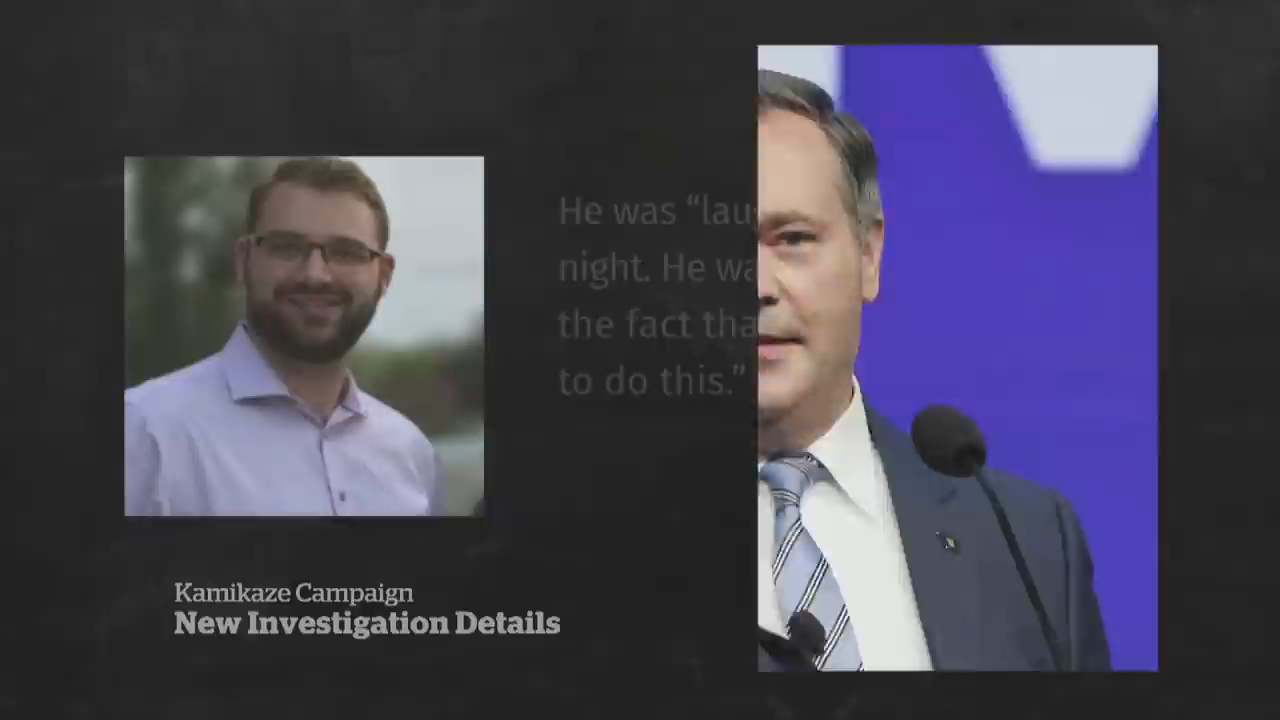 He was “lau
night. He wa
the fact tha
to do this.”
Kamikaze Campaign
New Investigation Details